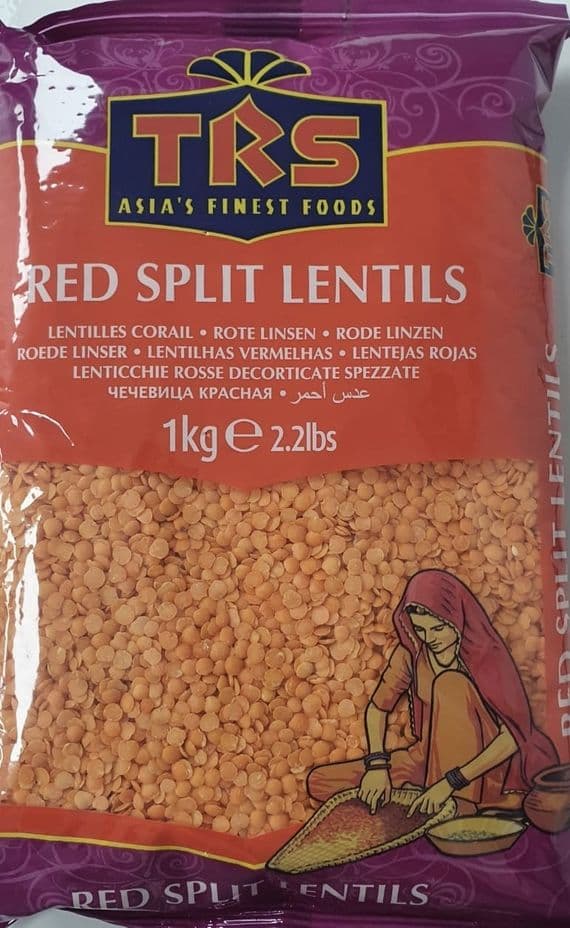 TRS
ASIA'S FINEST FOODS
RED SPLIT LENTILS
LENTILLES CORAIL • ROTE LINSEN • RODE LINZEN
ROEDE LINSER • LENTILHAS VERMELHAS • LENTEJAS ROJAS
LENTICCHIE ROSSE DECORTICATE SPEZZATE
ЧЕЧЕВИЦА КРАСНАЯ • عدس أحمر
1kg ℮ 2.2lbs
RED SPLIT LENTILS
RED SPLIT LENTILS